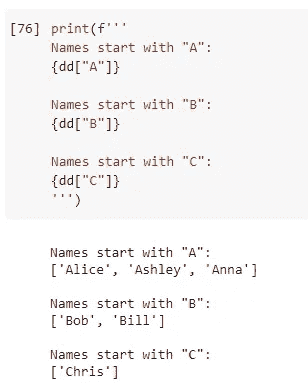 [76] print(f'''
Names start with "A":
{dd["A"]}
Names start with "B":
{dd["B"]}
Names start with "C":
{dd["C"]}
''')
Names start with "A":
['Alice', 'Ashley', 'Anna']
Names start with "B":
['Bob', 'Bill']
Names start with "C":
['Chris']